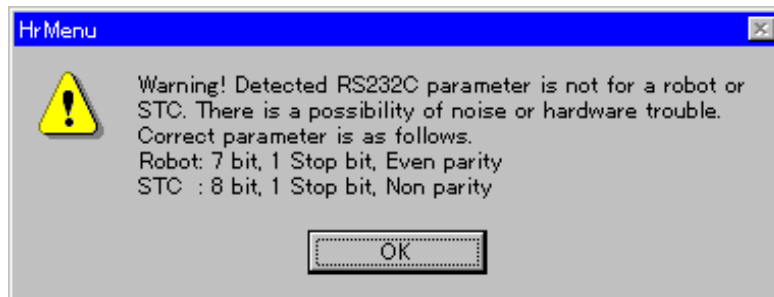 HrMenu
Warning! Detected RS232C parameter is not for a robot or
STC. There is a possibility of noise or hardware trouble.
Correct parameter is as follows.
Robot: 7 bit, 1 Stop bit, Even parity
STC : 8 bit, 1 Stop bit, Non parity
OK